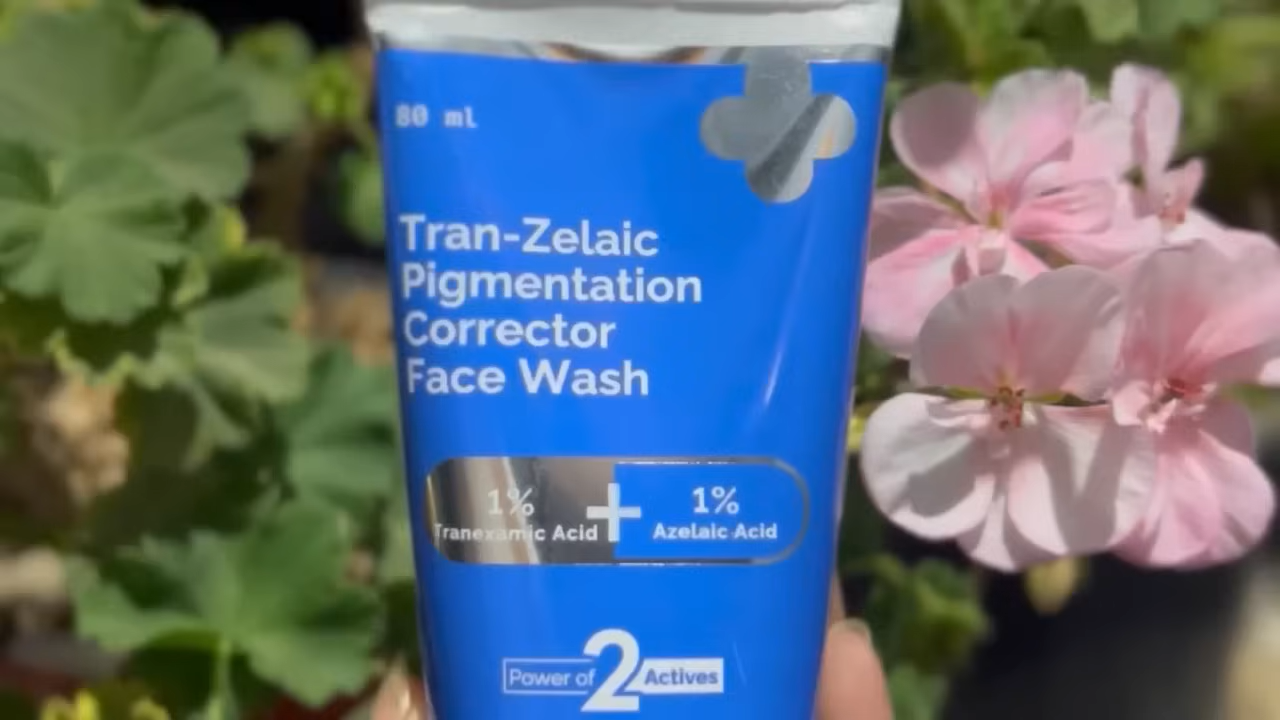 80 ml
Tran-Zelaic
Pigmentation
Corrector
Face Wash
1% + 1%
Tranexamic Acid Azelaic Acid
Power of 2 Actives